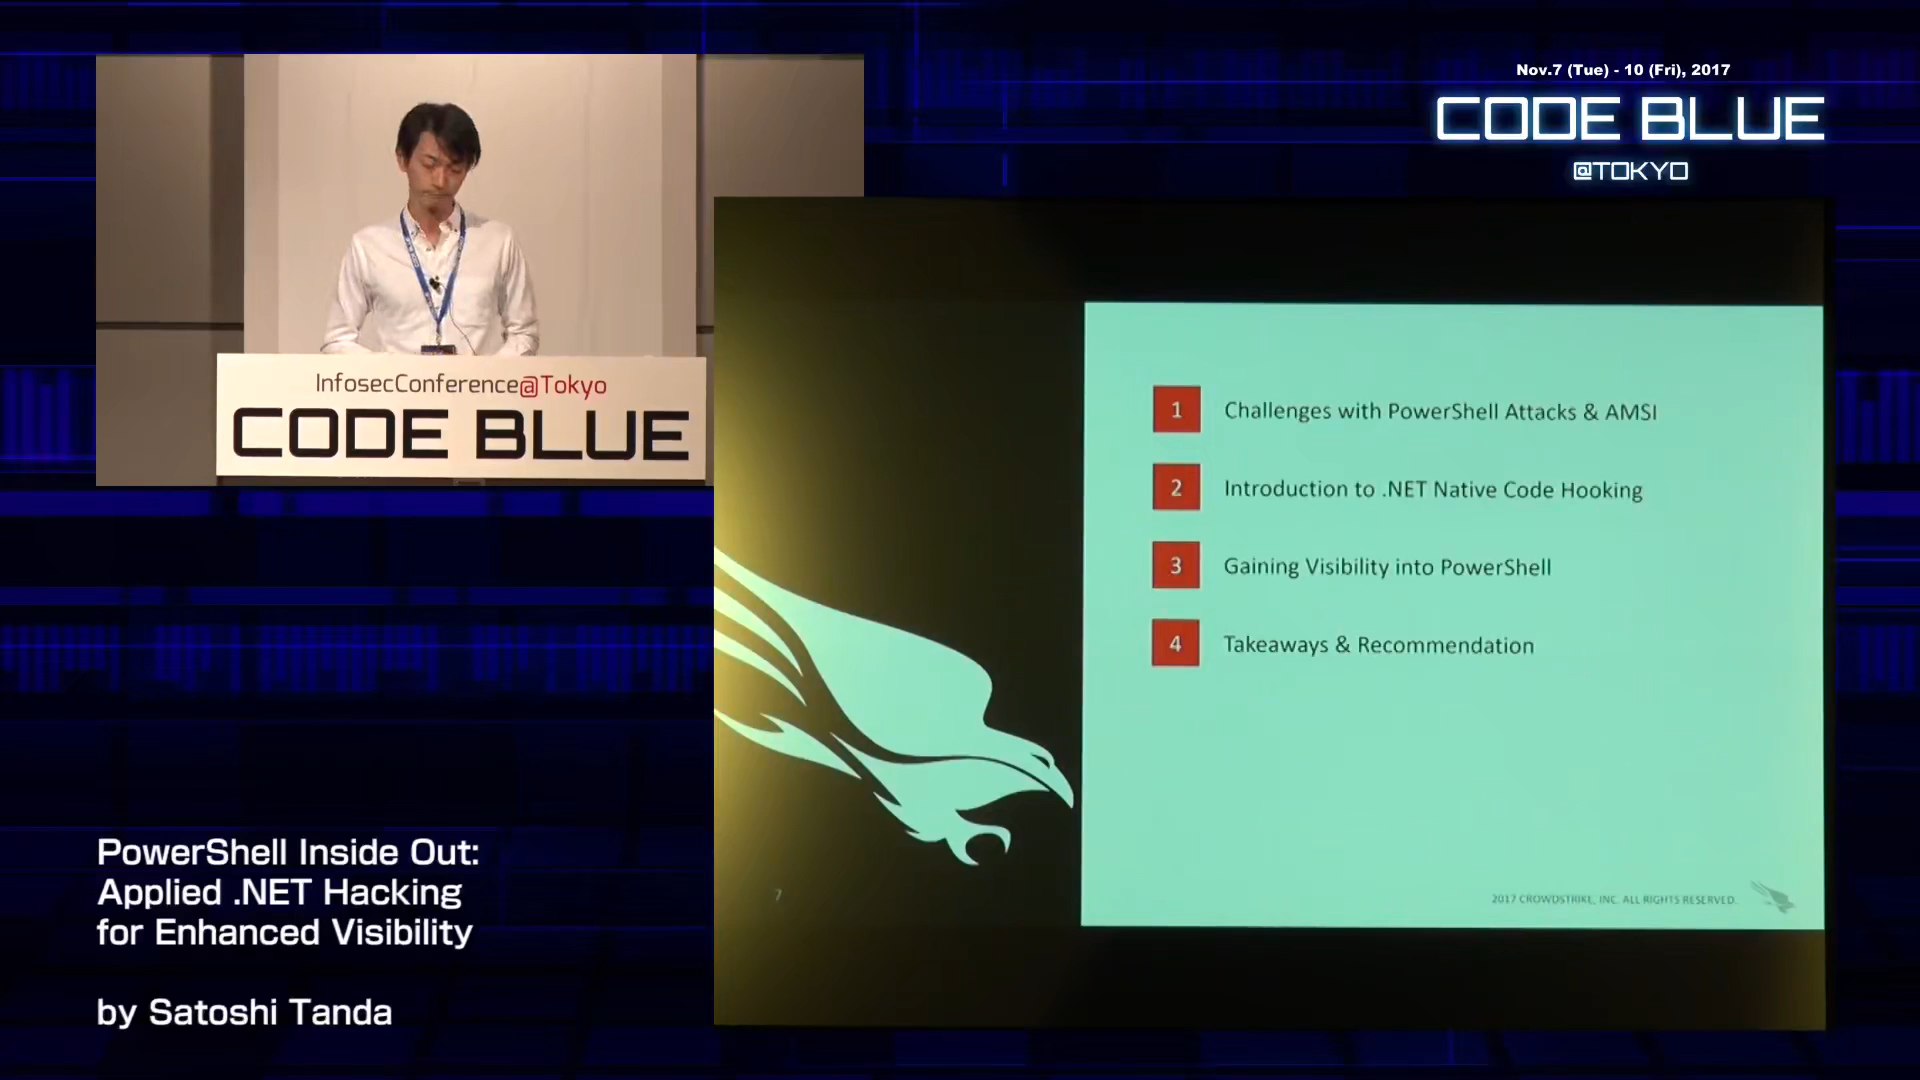 Nov.7 (Tue) - 10 (Fri), 2017
CODE BLUE
@TOKYO
InfosecConference@Tokyo
CODE BLUE
1 Challenges with PowerShell Attacks & AMSI
2 Introduction to .NET Native Code Hooking
3 Gaining Visibility into PowerShell
4 Takeaways & Recommendation
7
2017 CROWDSTRIKE, INC. ALL RIGHTS RESERVED.
PowerShell Inside Out:
Applied .NET Hacking
for Enhanced Visibility
by Satoshi Tanda